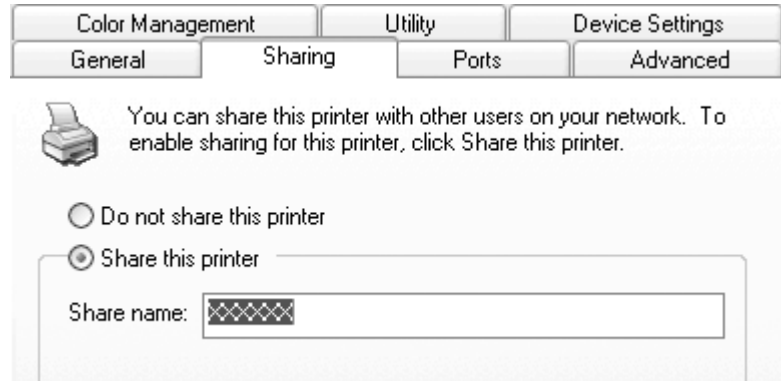 Color Management Utility Device Settings
General Sharing Ports Advanced
You can share this printer with other users on your network. To
enable sharing for this printer, click Share this printer.
Do not share this printer
Share this printer
Share name: XXXXXX